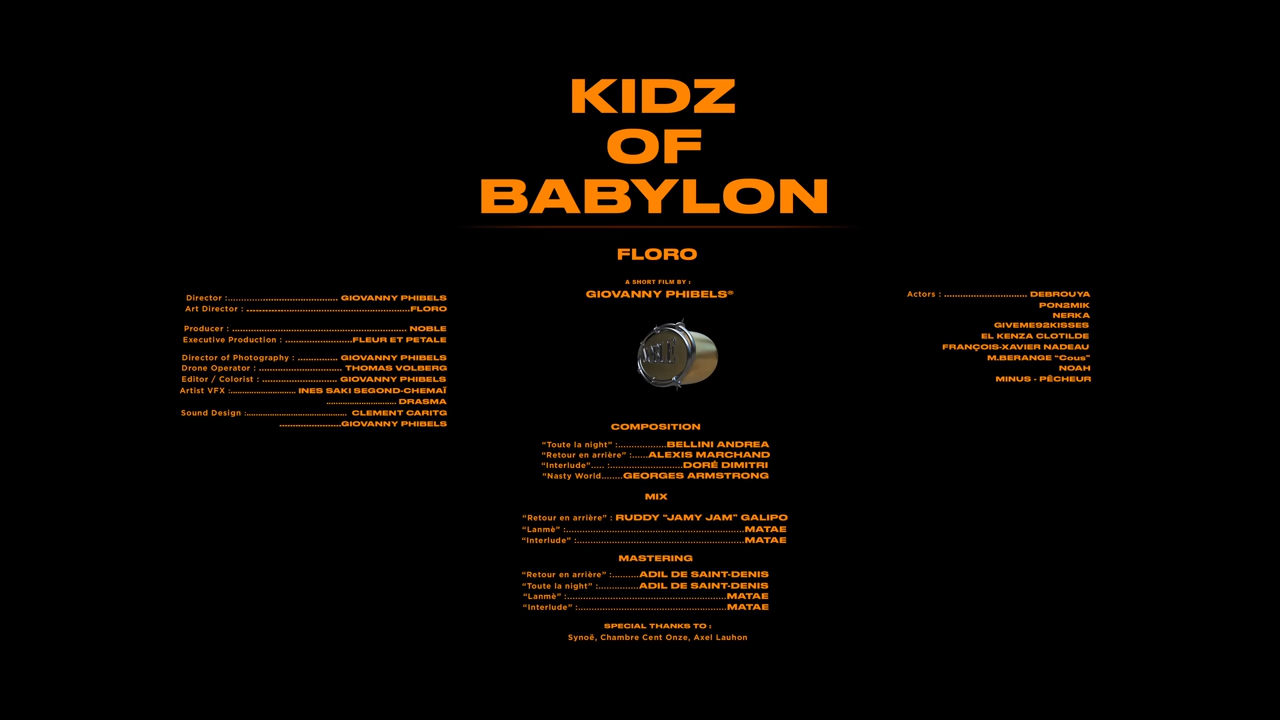 KIDZ
OF
BABYLON
FLORO
A SHORT FILM BY :
GIOVANNY PHIBELS®
Director :.................................... GIOVANNY PHIBELS
Art Director : ......................................................FLORO
Producer : ......................................................... NOBLE
Executive Production : .......................FLEUR ET PETALE
Director of Photography : .............. GIOVANNY PHIBELS
Drone Operator : ............................ THOMAS VOLBERG
Editor / Colorist : .......................... GIOVANNY PHIBELS
Artist VFX :........................... INES SAKI SEGOND-CHEMAÏ
............................. DRASMA
Sound Design :......................................... CLEMENT CARITG
......................GIOVANNY PHIBELS
Actors : .............................. DEBROUYA
PON2MIK
NERKA
GIVEME92KISSES
EL KENZA CLOTILDE
FRANÇOIS-XAVIER NADEAU
M.BERANGE “Cous”
NOAH
MINUS - PÊCHEUR
COMPOSITION
“Toute la night” :..................BELLINI ANDREA
“Retour en arrière” :......ALEXIS MARCHAND
“Interlude”..... :..........................DORÉ DIMITRI
“Nasty World........GEORGES ARMSTRONG
MIX
“Retour en arrière” : RUDDY “JAMY JAM” GALIPO
“Lanmè” :................................................................MATAE
“Interlude” :............................................................MATAE
MASTERING
“Retour en arrière” :..........ADIL DE SAINT-DENIS
“Toute la night” :...............ADIL DE SAINT-DENIS
“Lanmè” :.........................................................MATAE
“Interlude” :.....................................................MATAE
SPECIAL THANKS TO :
Synoë, Chambre Cent Onze, Axel Lauhon